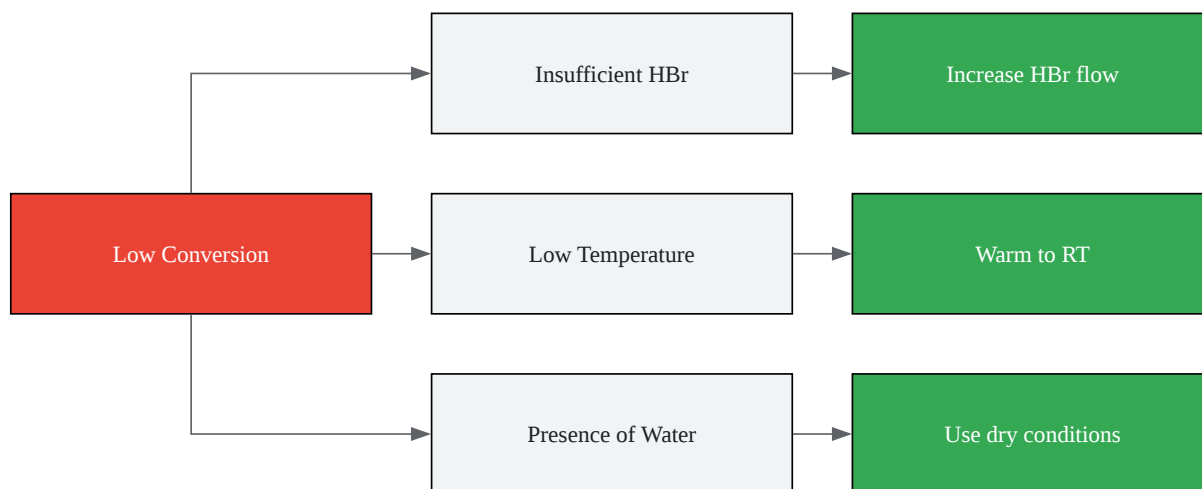 Insufficient HBr
Increase HBr flow
Low Conversion
Low Temperature
Warm to RT
Presence of Water
Use dry conditions